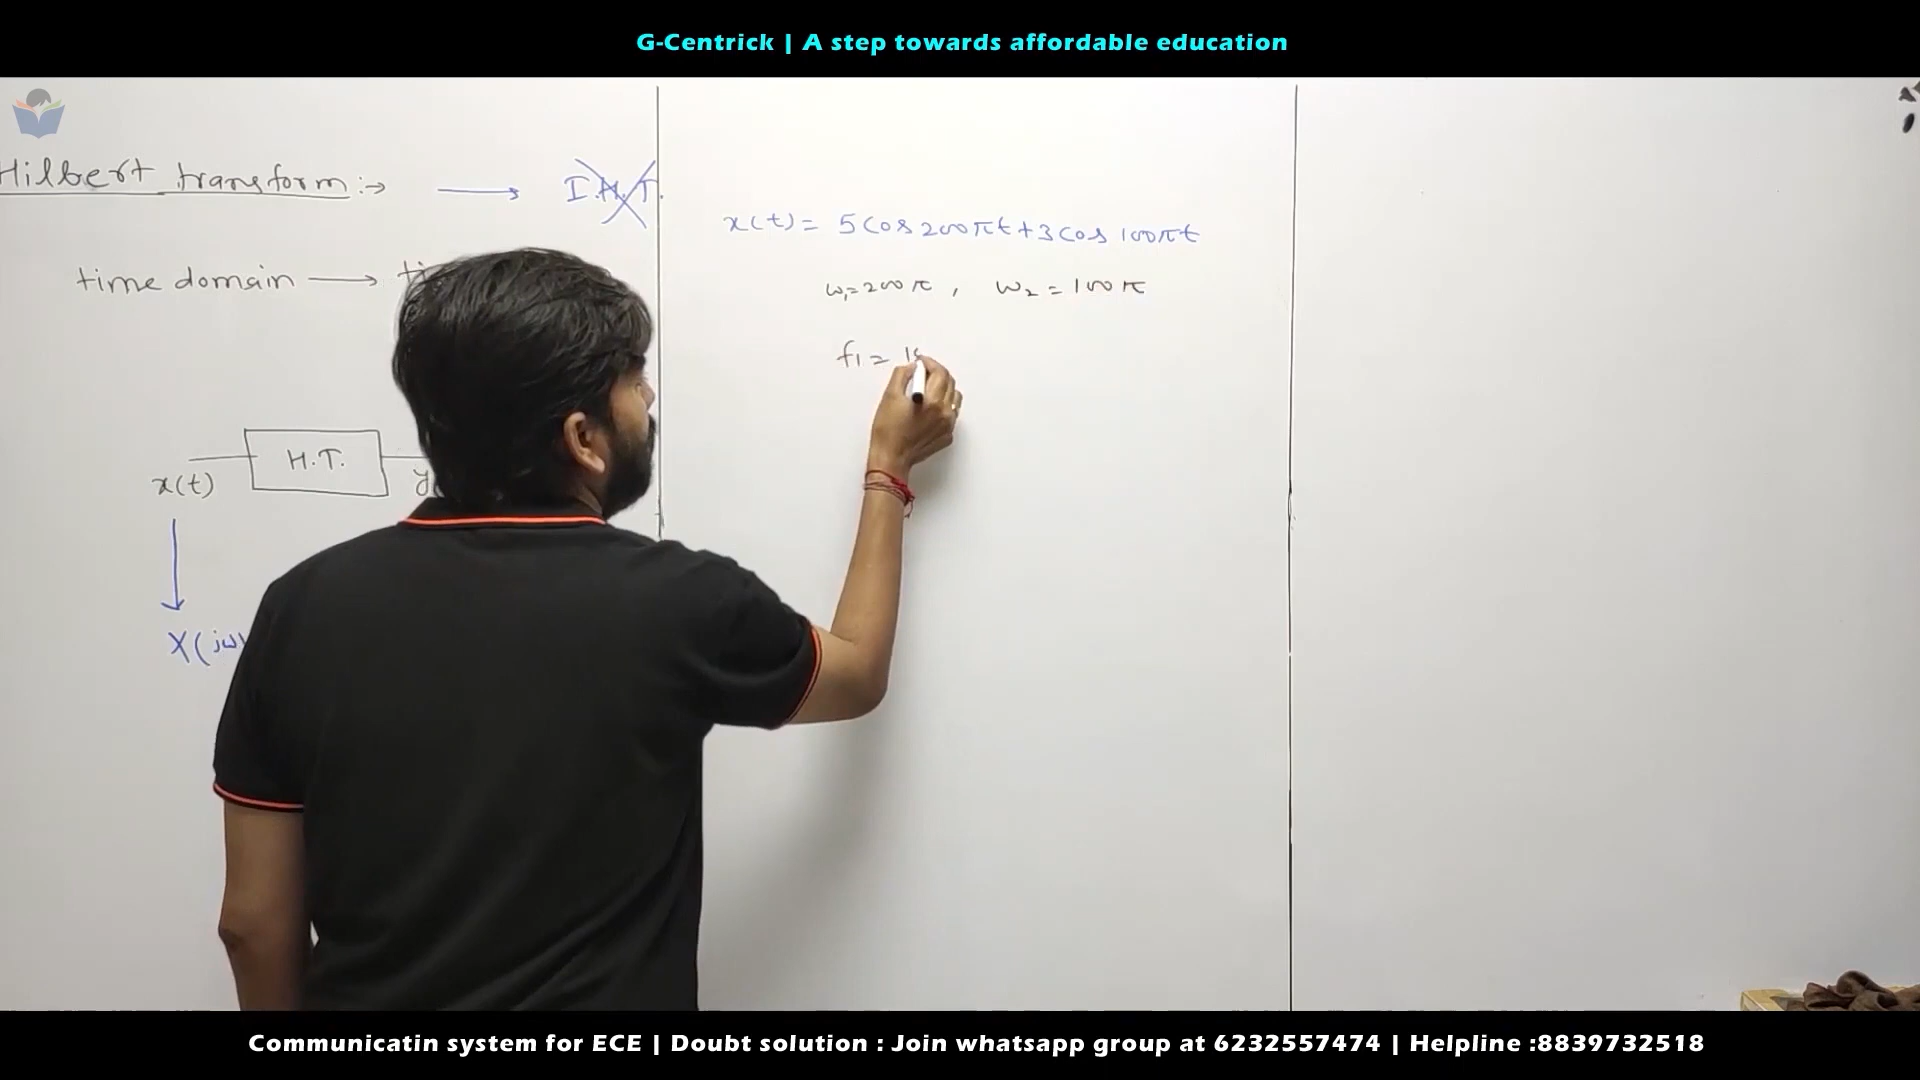 G-Centrick | A step towards affordable education
Hilbert transform :→ → I.H.T.
time domain →
x(t) H.T.
X(jω)
x(t) = 5 cos 200πt + 3 cos 100πt
ω₁ = 200π , ω₂ = 100π
f₁ =
Communicatin system for ECE | Doubt solution : Join whatsapp group at 6232557474 | Helpline :8839732518